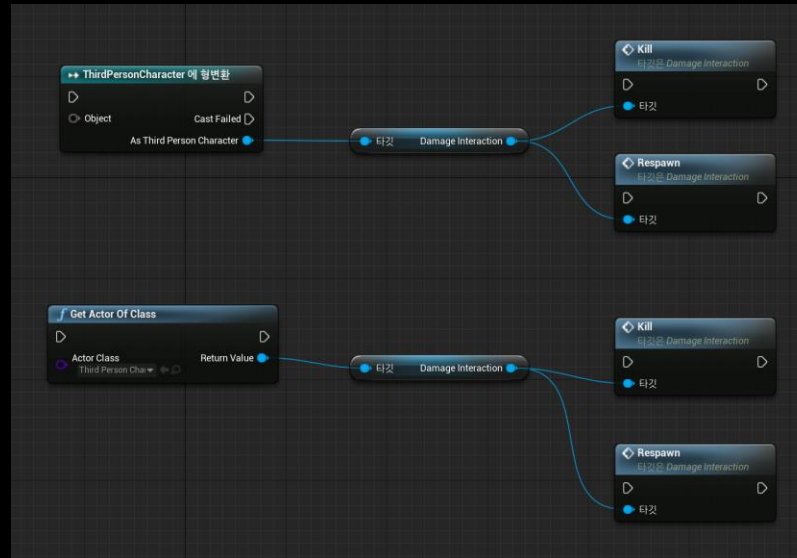 ThirdPersonCharacter 에 형변환
Object
Cast Failed
As Third Person Character
타깃
Damage Interaction
Kill
타깃은 Damage Interaction
타깃
Respawn
타깃은 Damage Interaction
타깃
f Get Actor Of Class
Actor Class
Third Person Cha
Return Value
타깃
Damage Interaction
Kill
타깃은 Damage Interaction
타깃
Respawn
타깃은 Damage Interaction
타깃